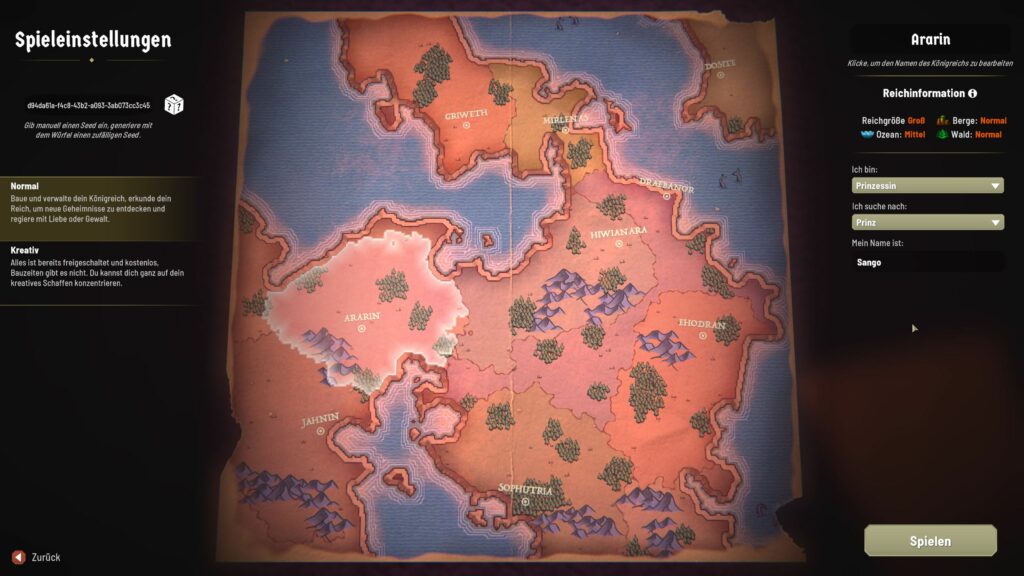 Spieleinstellungen
d94da61a-f4c8-43b2-a093-3ab073cc3c45
Gib manuell einen Seed ein, generiere mit
dem Würfel einen zufälligen Seed.
Normal
Baue und verwalte dein Königreich, erkunde dein
Reich, um neue Geheimnisse zu entdecken und
regiere mit Liebe oder Gewalt.
Kreativ
Alles ist bereits freigeschaltet und kostenlos,
Bauzeiten gibt es nicht. Du kannst dich ganz auf dein
kreatives Schaffen konzentrieren.
Zurück
DOSITE
GRIWETH
MIRLENAS
DRAFEANOR
HIWIANARA
ARARIN
EHODRAN
JAHNIN
SOPHUTRIA
Ararin
Klicke, um den Namen des Königreichs zu bearbeiten
Reichinformation
Reichgröße Groß Berge: Normal
Ozean: Mittel Wald: Normal
Ich bin:
Prinzessin
Ich suche nach:
Prinz
Mein Name ist:
Sango
Spielen